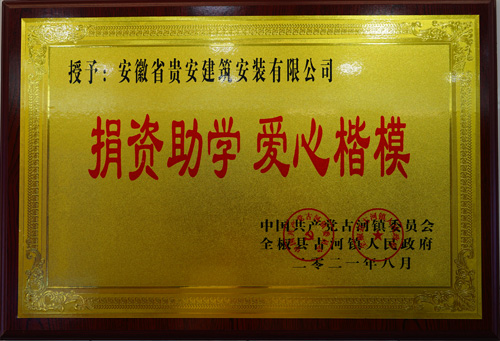 授予：安徽省贵安建筑安装有限公司
捐资助学 爱心楷模
中国共产党古河镇委员会
全椒县古河镇人民政府
二零二一年八月